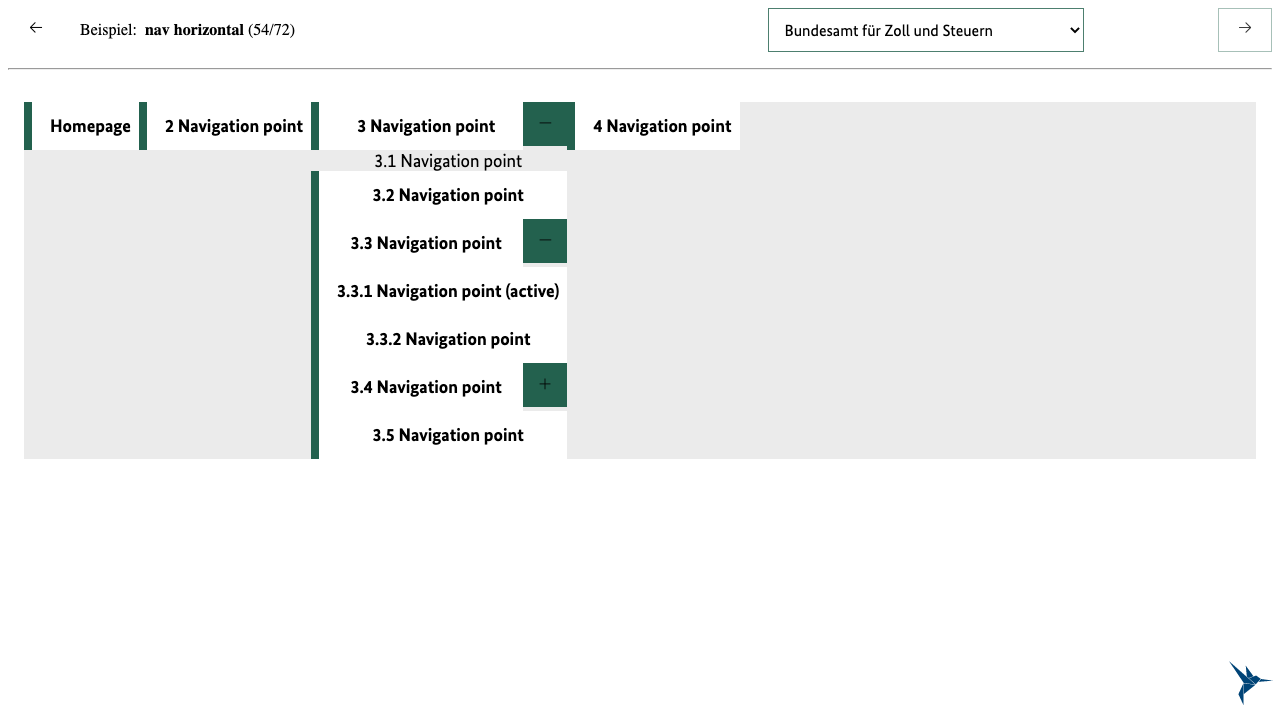 Beispiel: nav horizontal (54/72)
Bundesamt für Zoll und Steuern
Homepage
2 Navigation point
3 Navigation point
4 Navigation point
3.1 Navigation point
3.2 Navigation point
3.3 Navigation point
3.3.1 Navigation point (active)
3.3.2 Navigation point
3.4 Navigation point
3.5 Navigation point